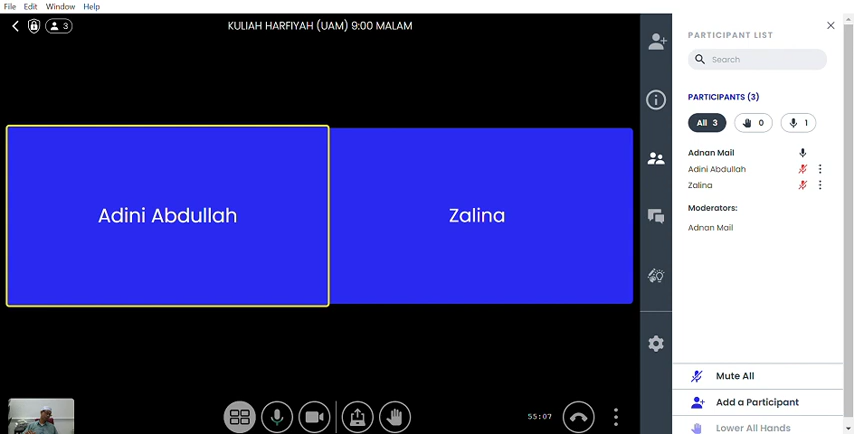 File Edit Window Help
3
KULIAH HARFIYAH (UAM) 9:00 MALAM
Adini Abdullah
Zalina
55:07
PARTICIPANT LIST
Search
PARTICIPANTS (3)
All 3
0
1
Adnan Mail
Adini Abdullah
Zalina
Moderators:
Adnan Mail
Mute All
Add a Participant
Lower All Hands